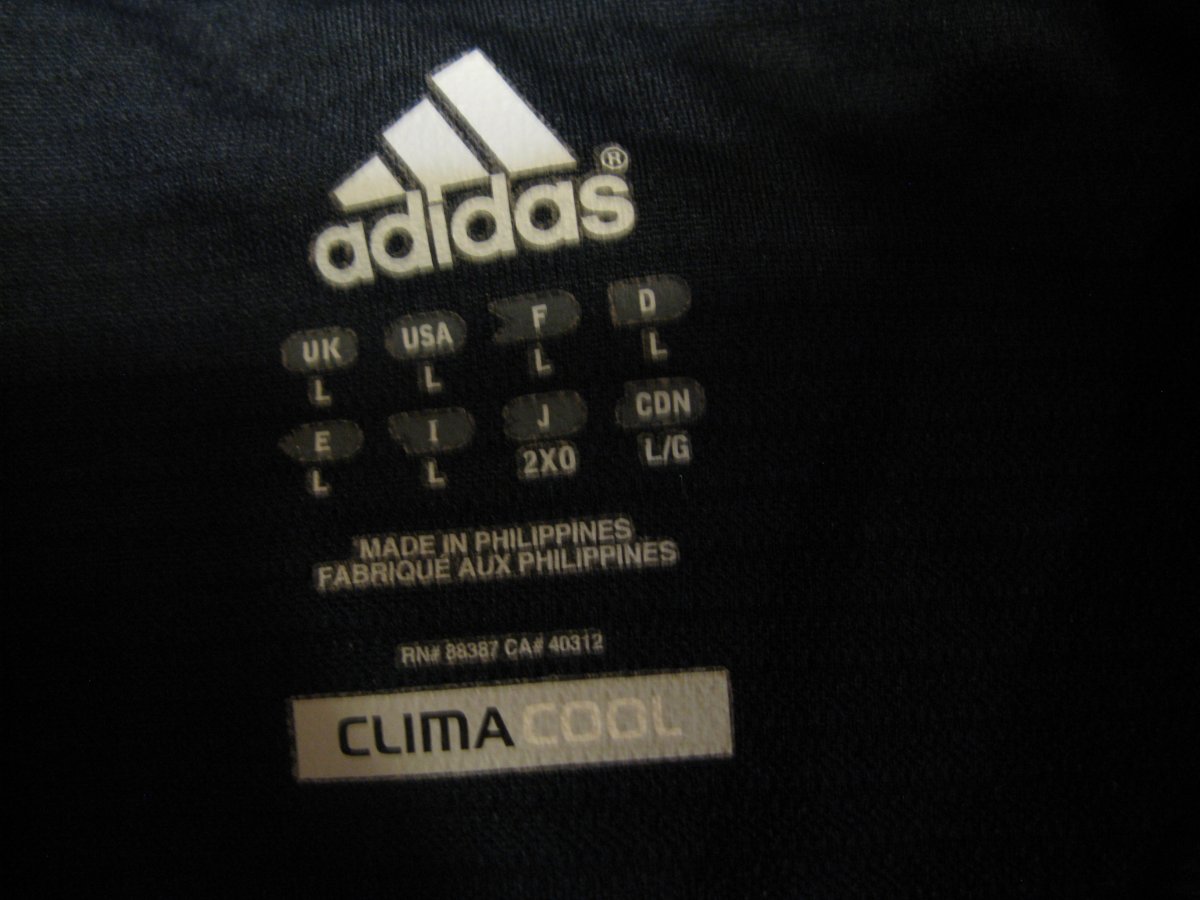 adidas®
UK USA F D
L L L L
E I J CDN
L L 2XO L/G
MADE IN PHILIPPINES
FABRIQUE AUX PHILIPPINES
RN# 88387 CA# 40312
CLIMACOOL